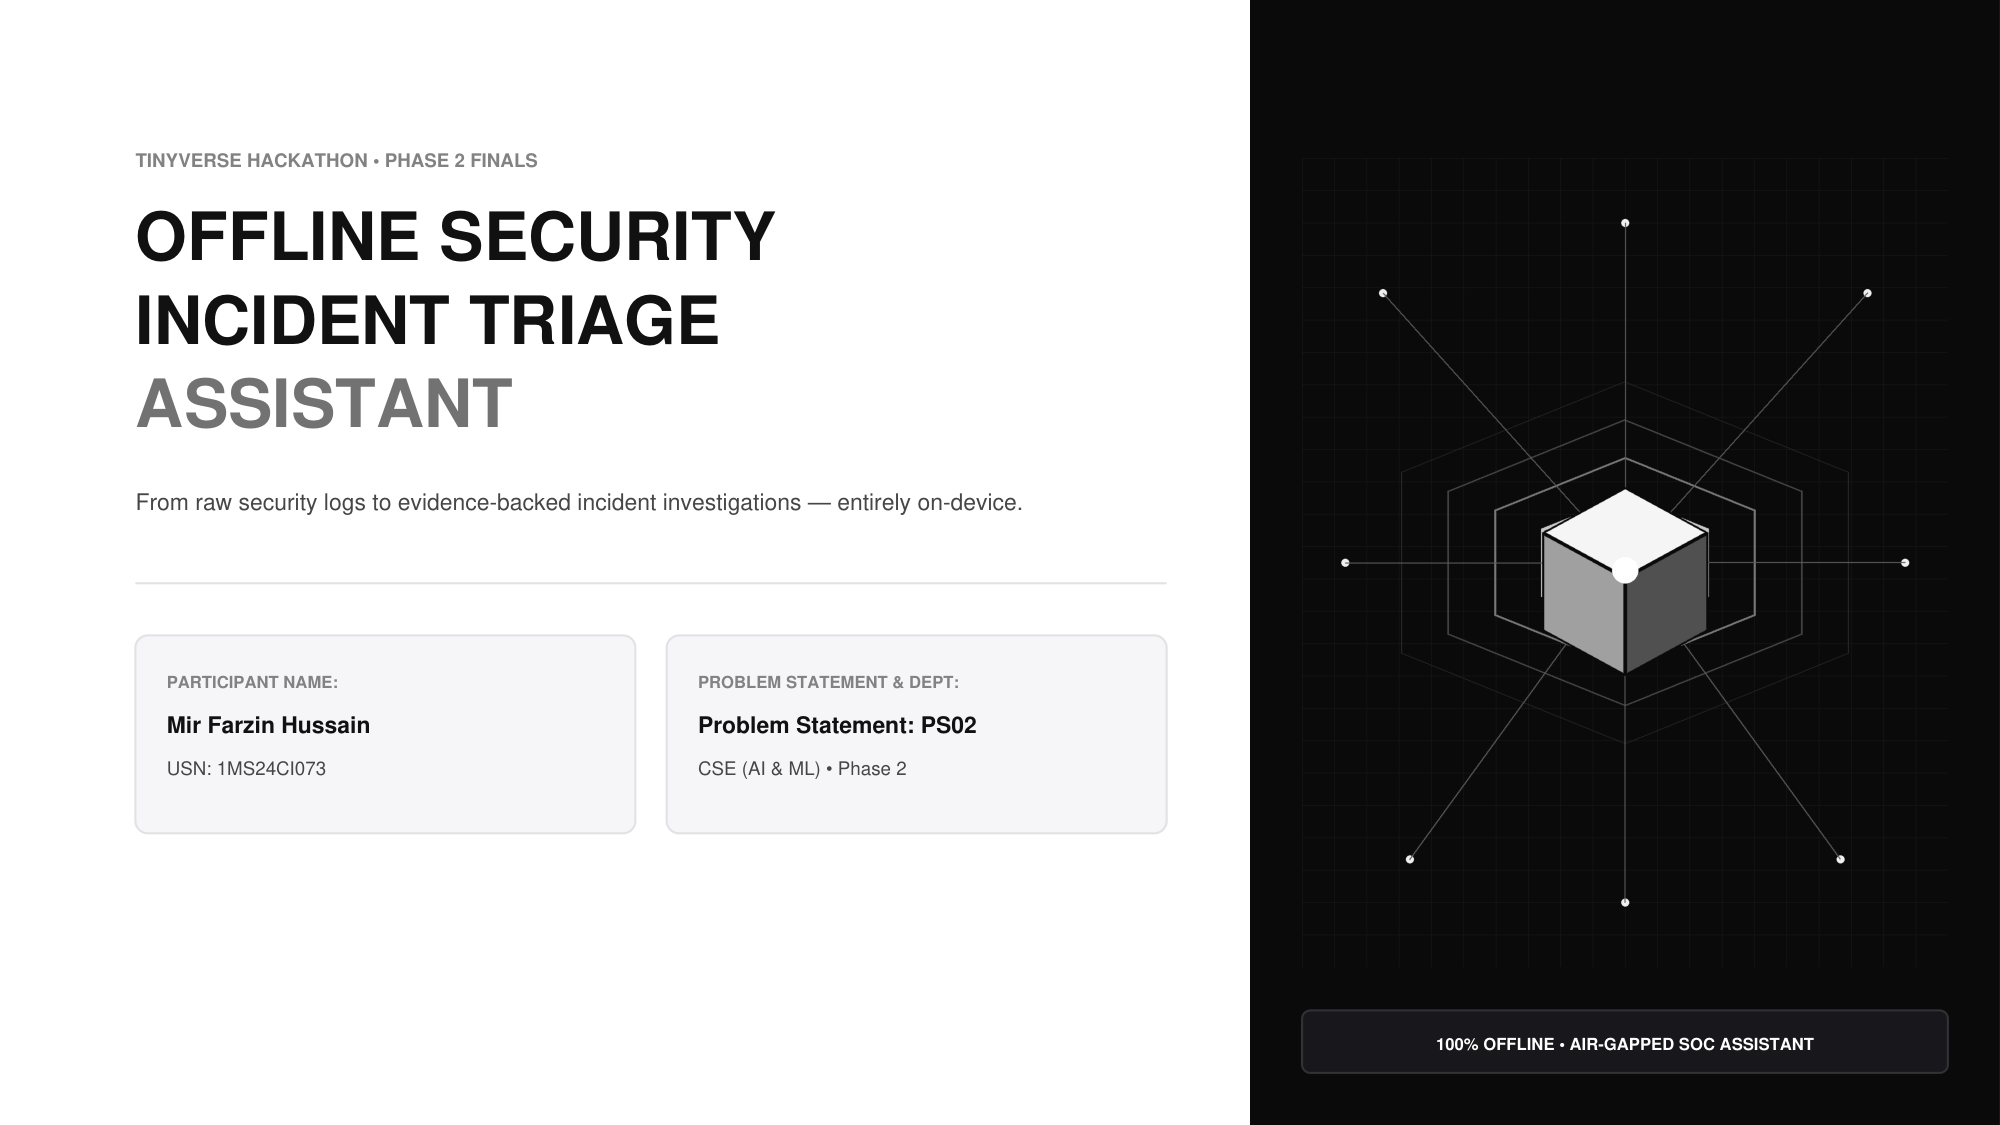 TINYVERSE HACKATHON • PHASE 2 FINALS
OFFLINE SECURITY
INCIDENT TRIAGE
ASSISTANT
From raw security logs to evidence-backed incident investigations — entirely on-device.
PARTICIPANT NAME:
Mir Farzin Hussain
USN: 1MS24CI073
PROBLEM STATEMENT & DEPT:
Problem Statement: PS02
CSE (AI & ML) • Phase 2
100% OFFLINE • AIR-GAPPED SOC ASSISTANT